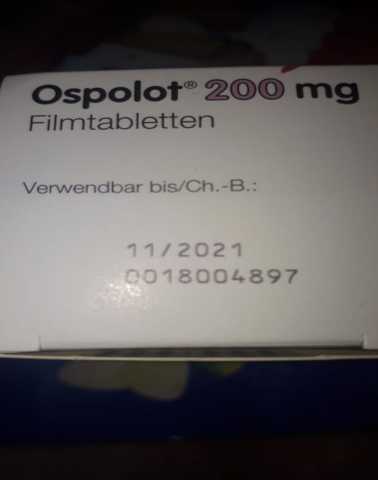 Ospolot® 200 mg
Filmtabletten
Verwendbar bis/Ch.-B.:
11/2021
0018004897